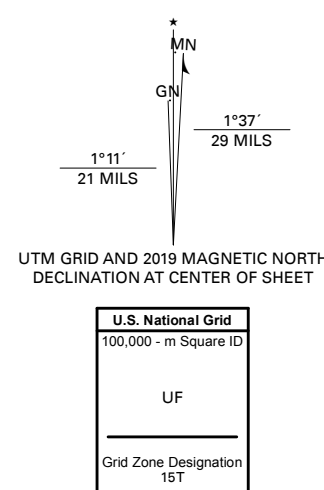 ★
MN
GN
1°37´
29 MILS
1°11´
21 MILS
UTM GRID AND 2019 MAGNETIC NORTH
DECLINATION AT CENTER OF SHEET
U.S. National Grid
100,000 - m Square ID
UF
Grid Zone Designation
15T